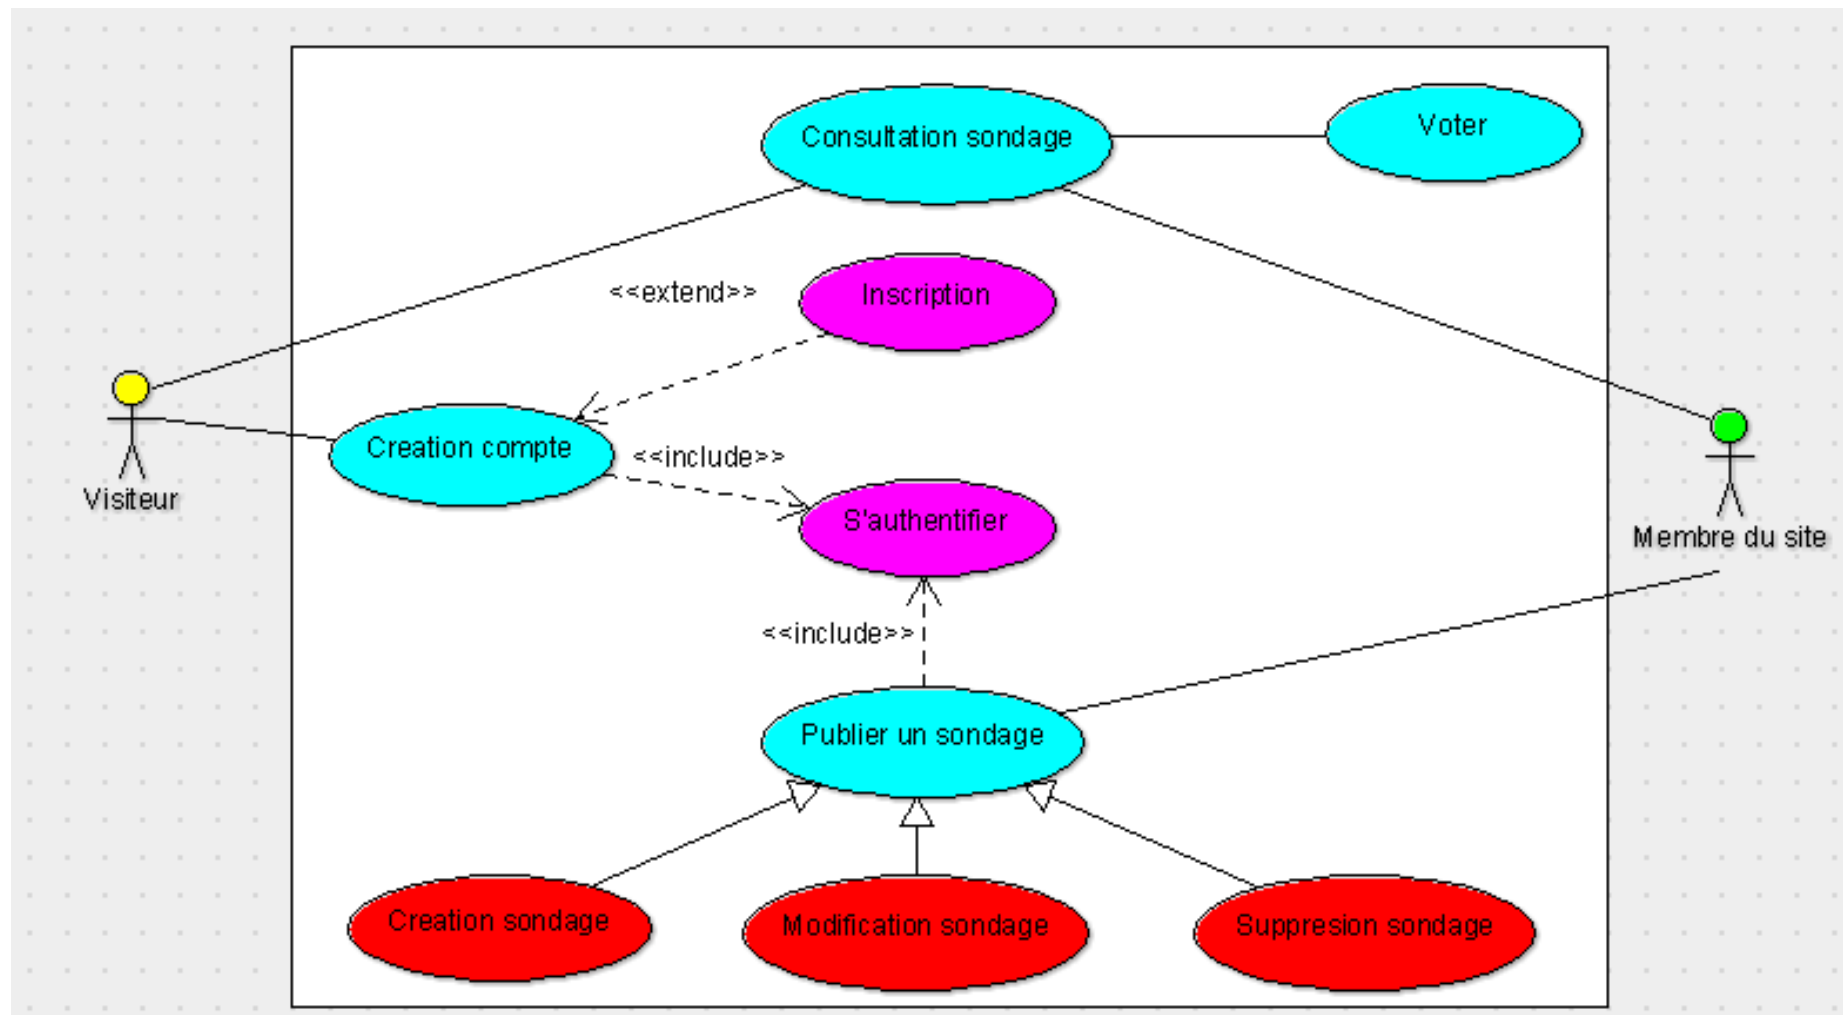 Consultation sondage
Voter
<<extend>>
Inscription
Creation compte
<<include>>
Visiteur
S'authentifier
Membre du site
<<include>>
Publier un sondage
Creation sondage
Modification sondage
Suppresion sondage